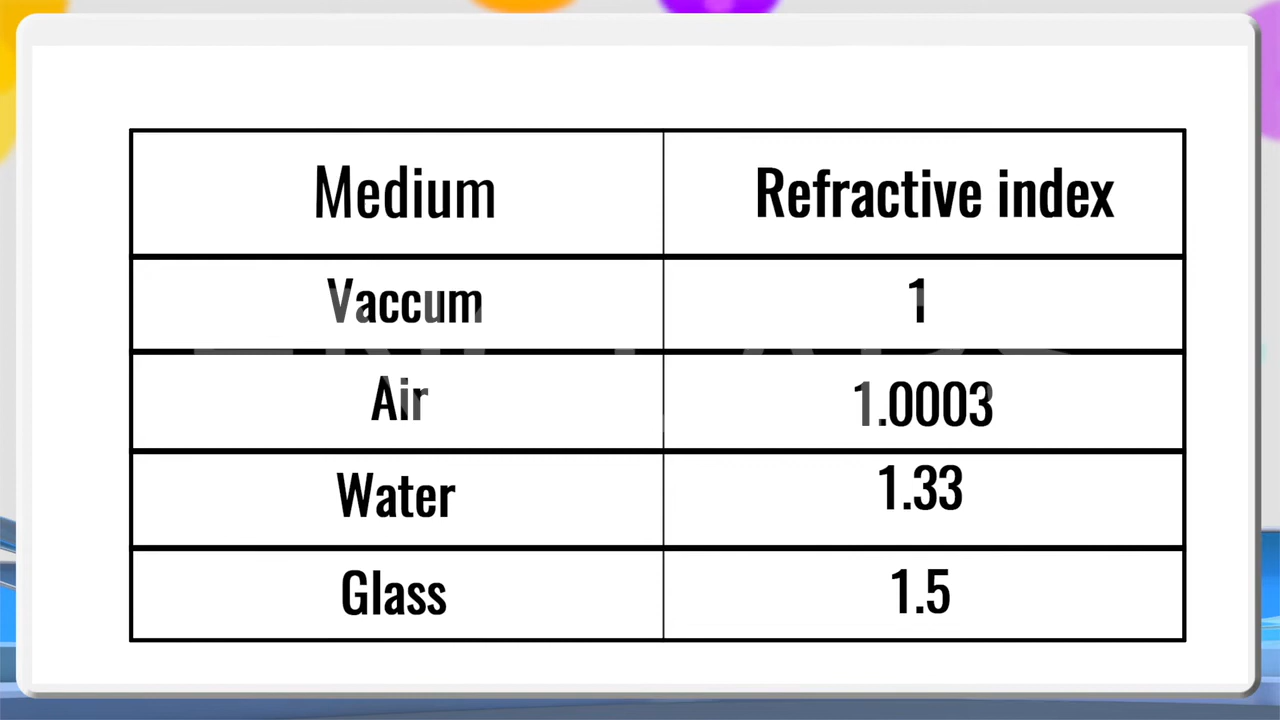 Medium Refractive index
Vaccum 1
Air 1.0003
Water 1.33
Glass 1.5